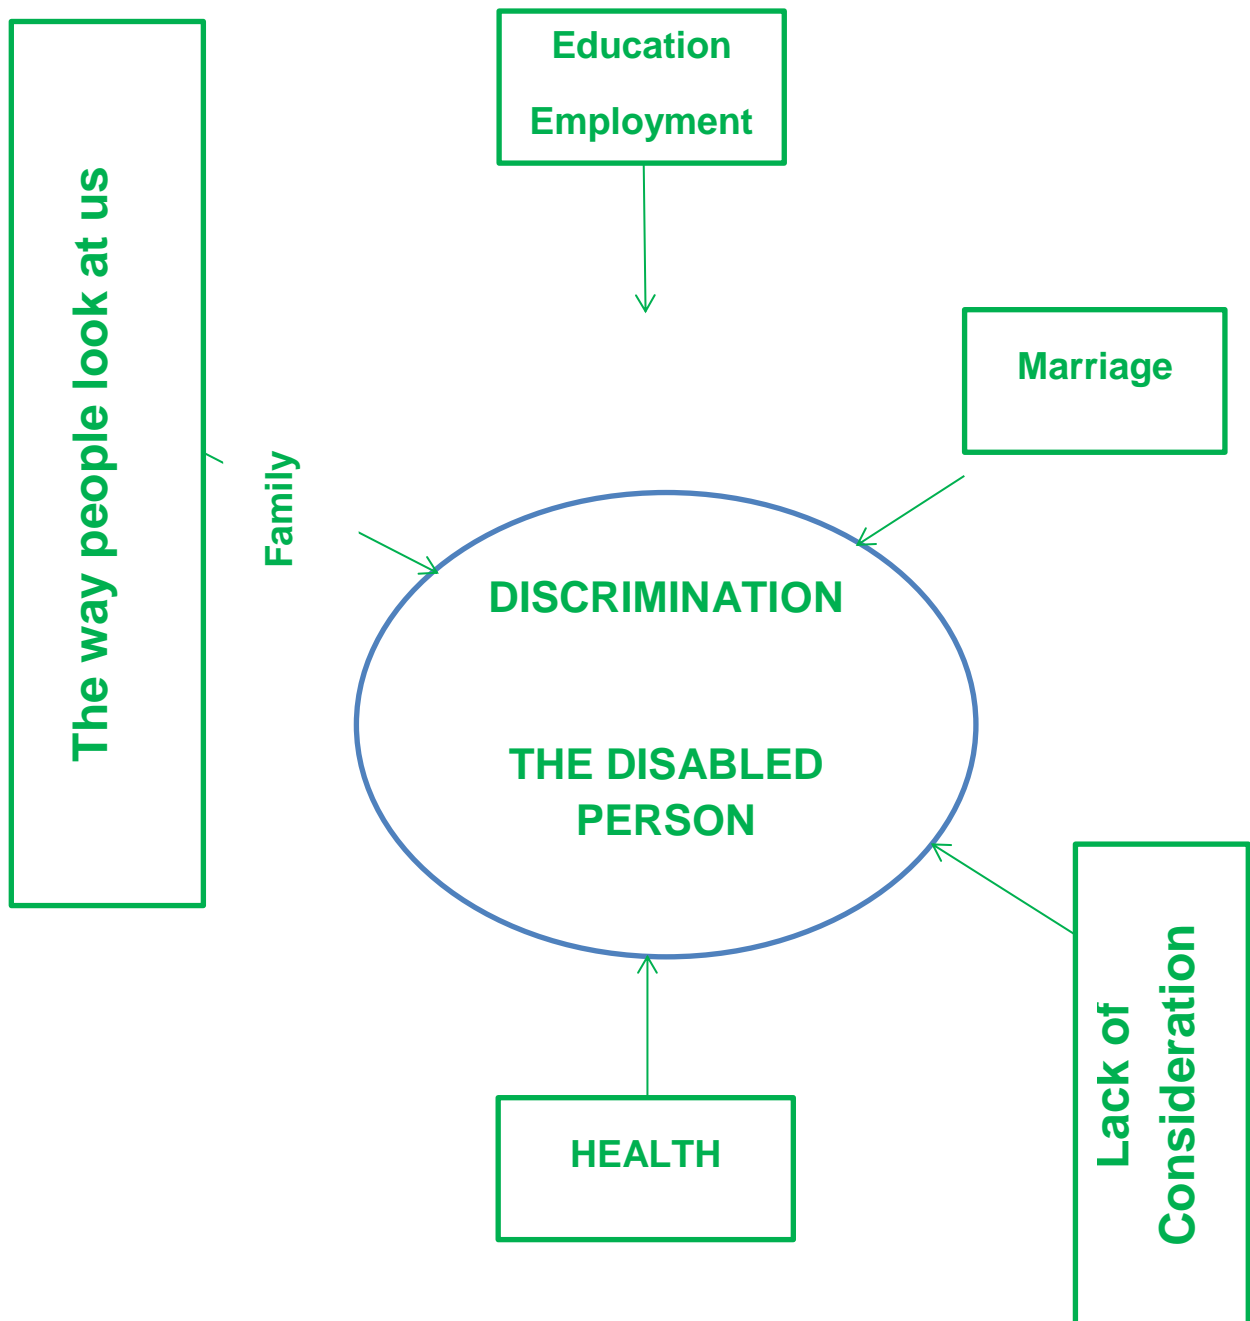 Education
Employment
The way people look at us
Marriage
Family
DISCRIMINATION
THE DISABLED
PERSON
Lack of
Consideration
HEALTH